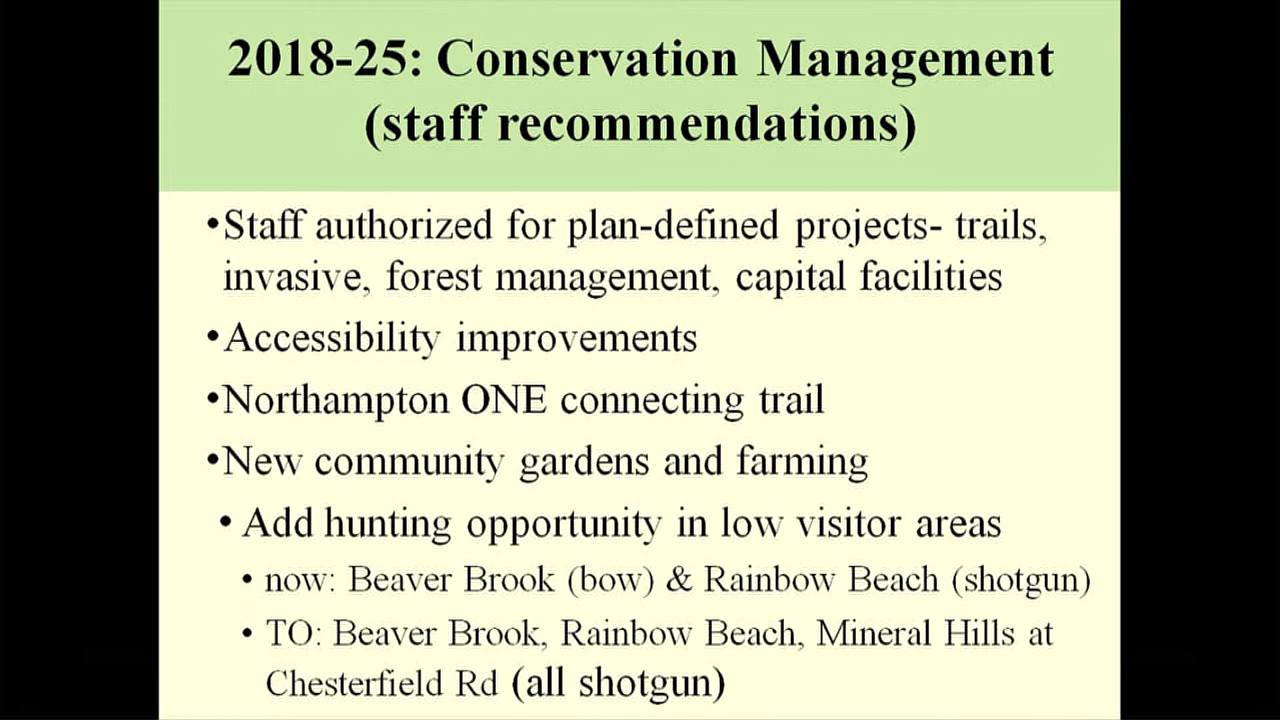 2018-25: Conservation Management
(staff recommendations)
•Staff authorized for plan-defined projects- trails,
invasive, forest management, capital facilities
•Accessibility improvements
•Northampton ONE connecting trail
•New community gardens and farming
• Add hunting opportunity in low visitor areas
• now: Beaver Brook (bow) & Rainbow Beach (shotgun)
• TO: Beaver Brook, Rainbow Beach, Mineral Hills at
Chesterfield Rd (all shotgun)